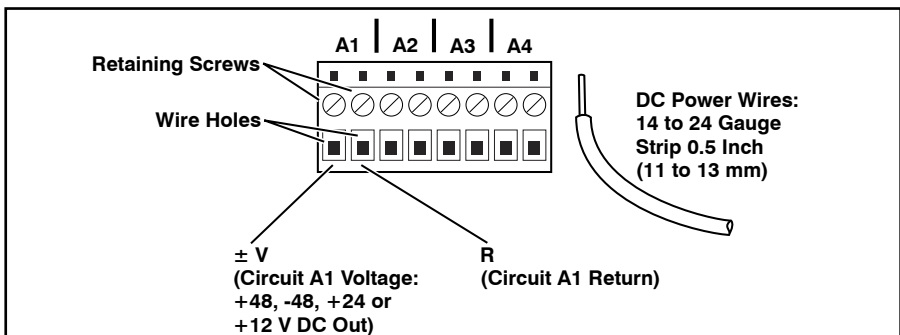 A1 A2 A3 A4
Retaining Screws
Wire Holes
DC Power Wires:
14 to 24 Gauge
Strip 0.5 Inch
(11 to 13 mm)
± V
(Circuit A1 Voltage:
+48, -48, +24 or
+12 V DC Out)
R
(Circuit A1 Return)